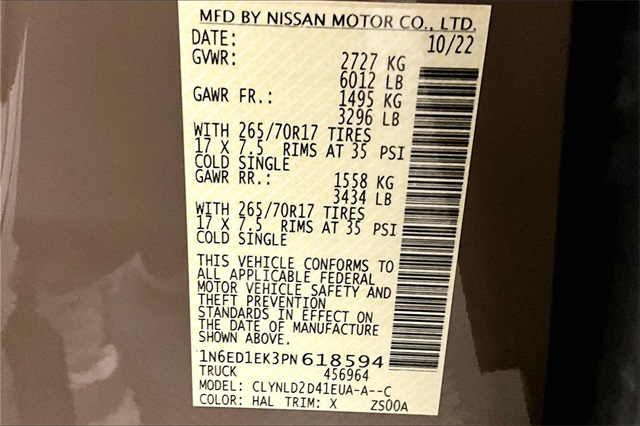 MFD BY NISSAN MOTOR CO., LTD.
DATE: 10/22
GVWR: 2727 KG
6012 LB
GAWR FR.: 1495 KG
3296 LB
WITH 265/70R17 TIRES
17 X 7.5 RIMS AT 35 PSI
COLD SINGLE
GAWR RR.: 1558 KG
3434 LB
WITH 265/70R17 TIRES
17 X 7.5 RIMS AT 35 PSI
COLD SINGLE
THIS VEHICLE CONFORMS TO
ALL APPLICABLE FEDERAL
MOTOR VEHICLE SAFETY AND
THEFT PREVENTION
STANDARDS IN EFFECT ON
THE DATE OF MANUFACTURE
SHOWN ABOVE.
1N6ED1EK3PN618594
TRUCK 456964
MODEL: CLYNLD2D41EUA-A--C
COLOR: HAL TRIM: X ZS00A